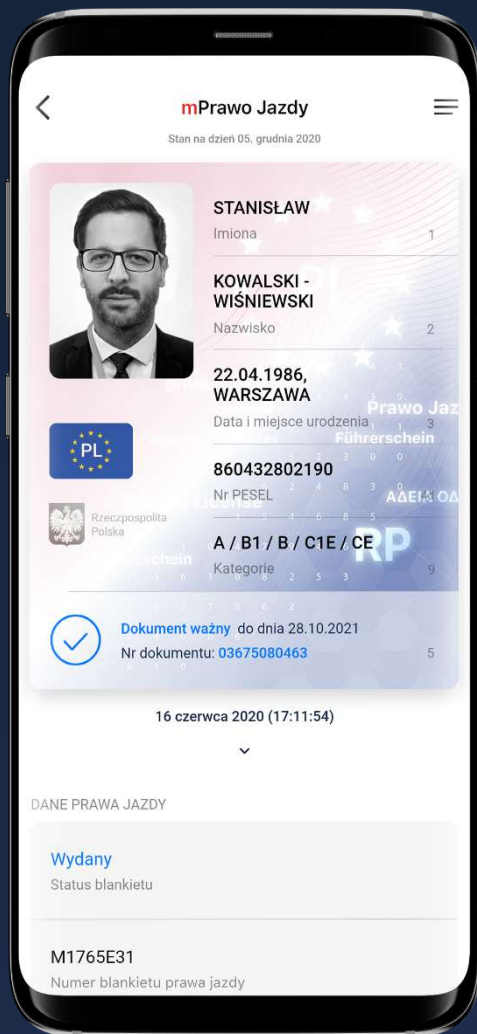 mPrawo Jazdy
Stan na dzień 05. grudnia 2020
STANISŁAW
Imiona 1
KOWALSKI -
WIŚNIEWSKI
Nazwisko 2
22.04.1986,
WARSZAWA
Data i miejsce urodzenia 3
Prawo Jaz
Führerschein
PL
860432802190
Nr PESEL
License
ΑΔΕΙΑ ΟΔ
Rzeczpospolita
Polska
A / B1 / B / C1E / CE
Kategorie 9
RP
Dokument ważny do dnia 28.10.2021
Nr dokumentu: 03675080463 5
16 czerwca 2020 (17:11:54)
DANE PRAWA JAZDY
Wydany
Status blankietu
M1765E31
Numer blankietu prawa jazdy